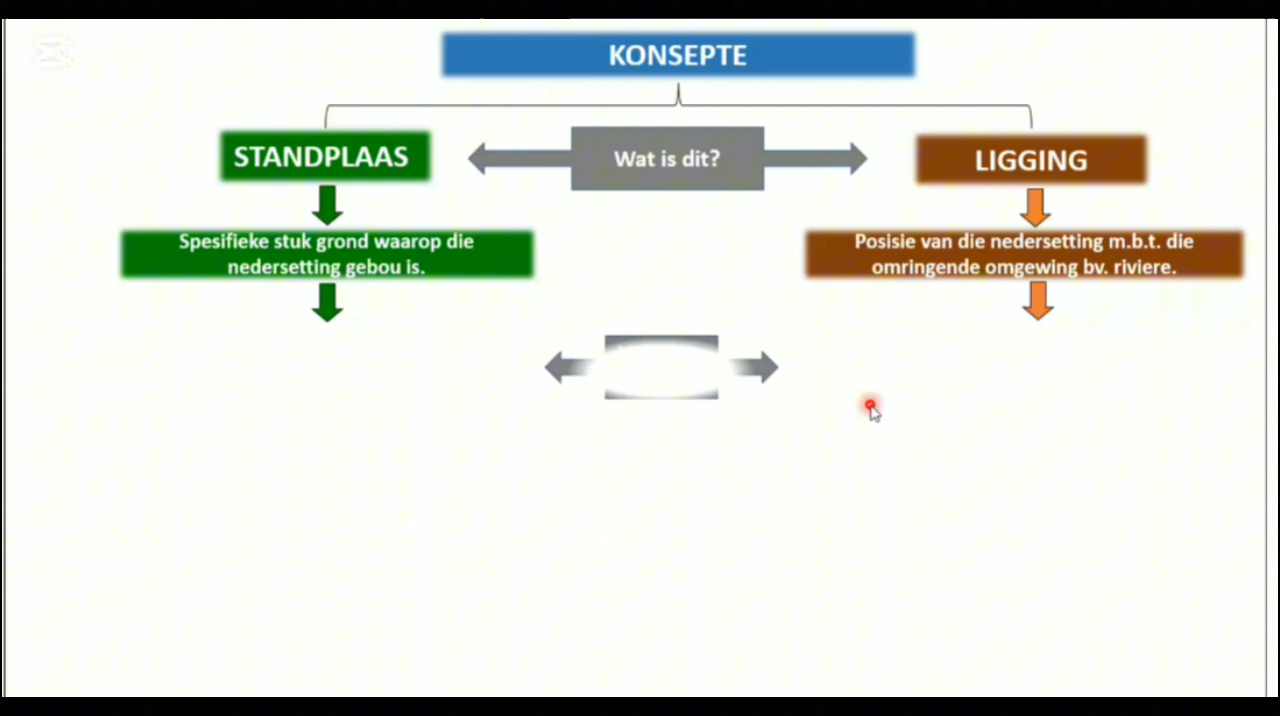 KONSEPTE
STANDPLAAS
Wat is dit?
LIGGING
Spesifieke stuk grond waarop die
nedersetting gebou is.
Posisie van die nedersetting m.b.t. die
omringende omgewing bv. riviere.